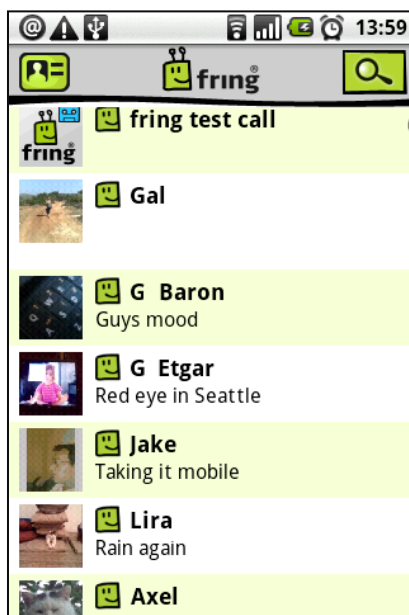 13:59
fring®
fring
fring test call
Gal
G Baron
Guys mood
G Etgar
Red eye in Seattle
Jake
Taking it mobile
Lira
Rain again
Axel